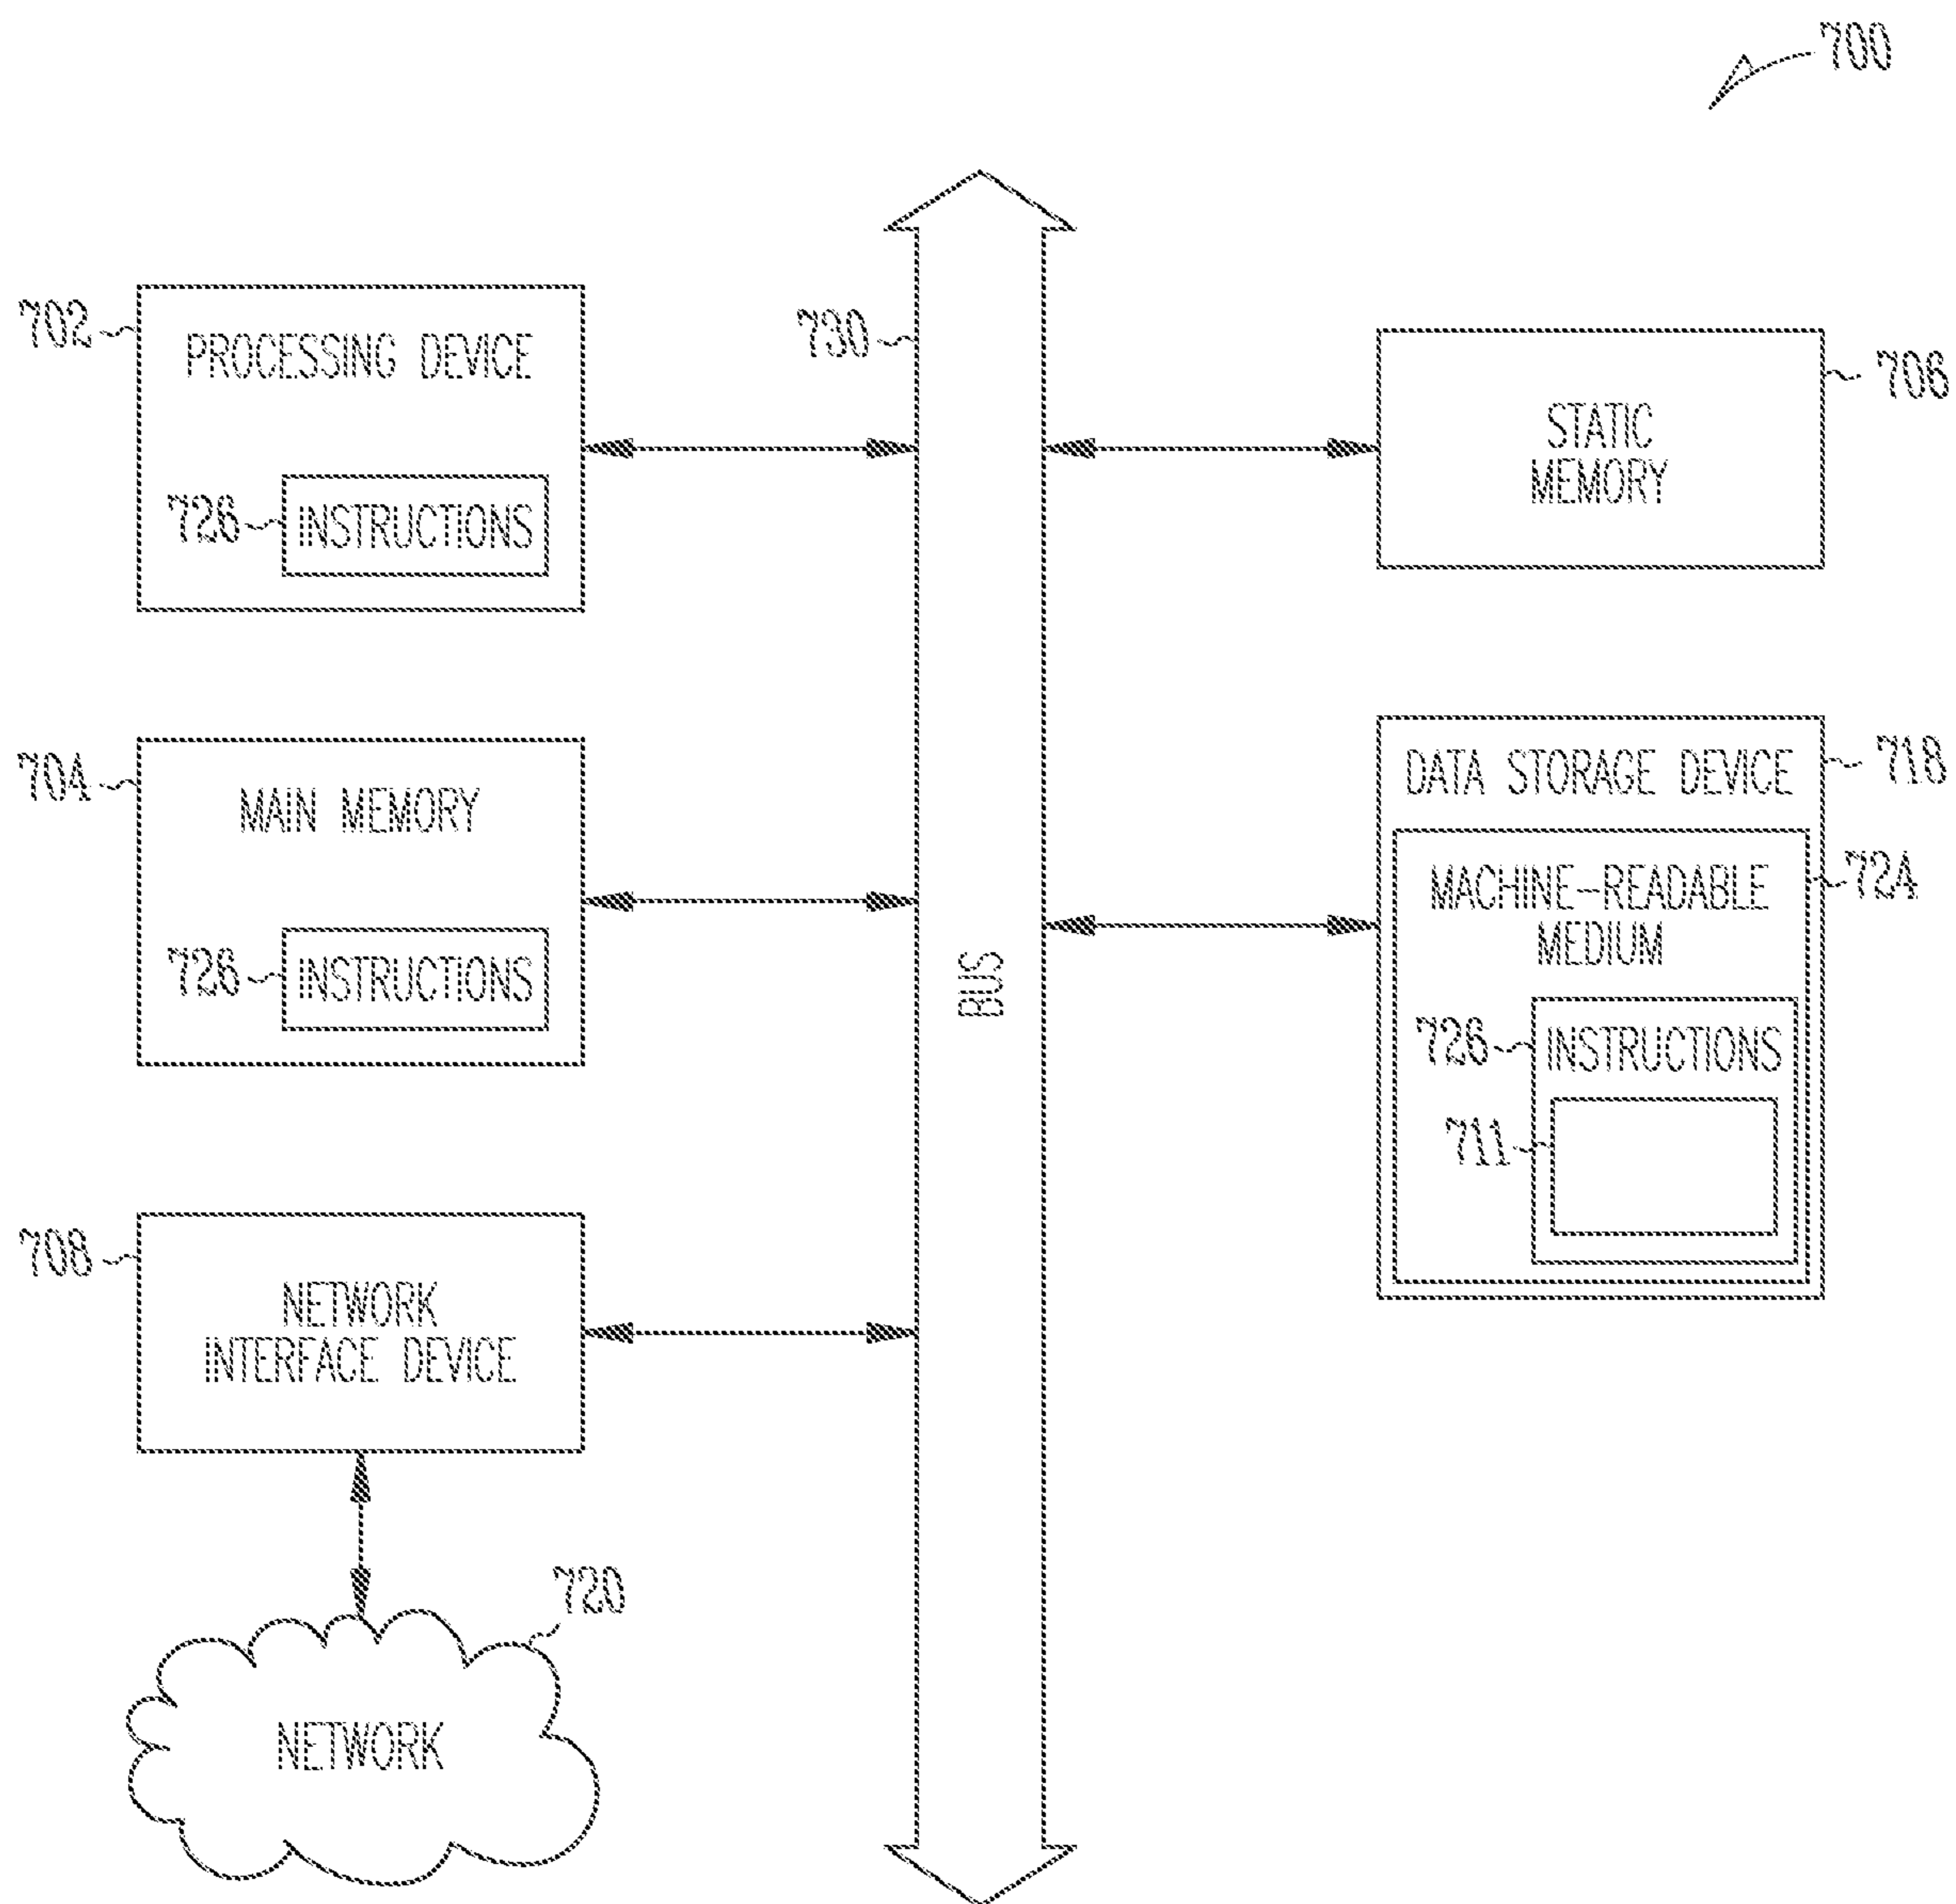 700
702
PROCESSING DEVICE
726
INSTRUCTIONS
730
706
STATIC
MEMORY
704
MAIN MEMORY
726
INSTRUCTIONS
BUS
718
DATA STORAGE DEVICE
724
MACHINE-READABLE
MEDIUM
726
INSTRUCTIONS
711
708
NETWORK
INTERFACE DEVICE
720
NETWORK